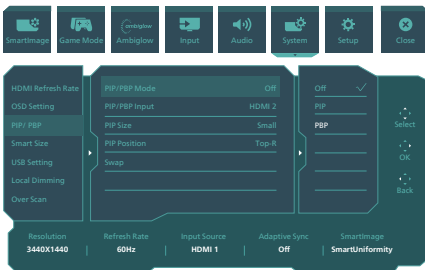 ambiglow
SmartImage
Game Mode
Ambiglow
Input
Audio
System
Setup
Close
HDMI Refresh Rate
OSD Setting
PIP/ PBP
Smart Size
USB Setting
Local Dimming
Over Scan
PIP/PBP Mode Off
PIP/PBP Input HDMI 2
PIP Size Small
PIP Position Top-R
Swap
Off
PIP
PBP
Select
OK
Back
Resolution Refresh Rate Input Source Adaptive Sync SmartImage
3440X1440 60Hz HDMI 1 Off SmartUniformity